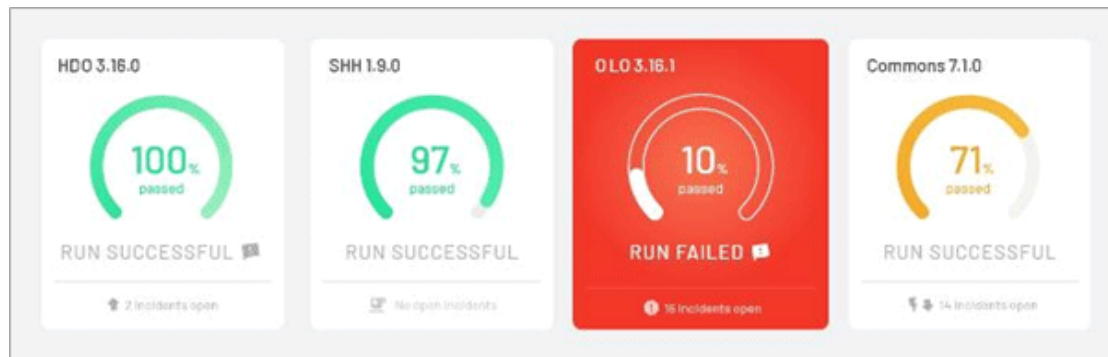 HDO 3.16.0
100%
passed
RUN SUCCESSFUL
2 incidents open
SHH 1.9.0
97%
passed
RUN SUCCESSFUL
No open incidents
OLO 3.16.1
10%
passed
RUN FAILED
16 incidents open
Commons 7.1.0
71%
passed
RUN SUCCESSFUL
14 incidents open